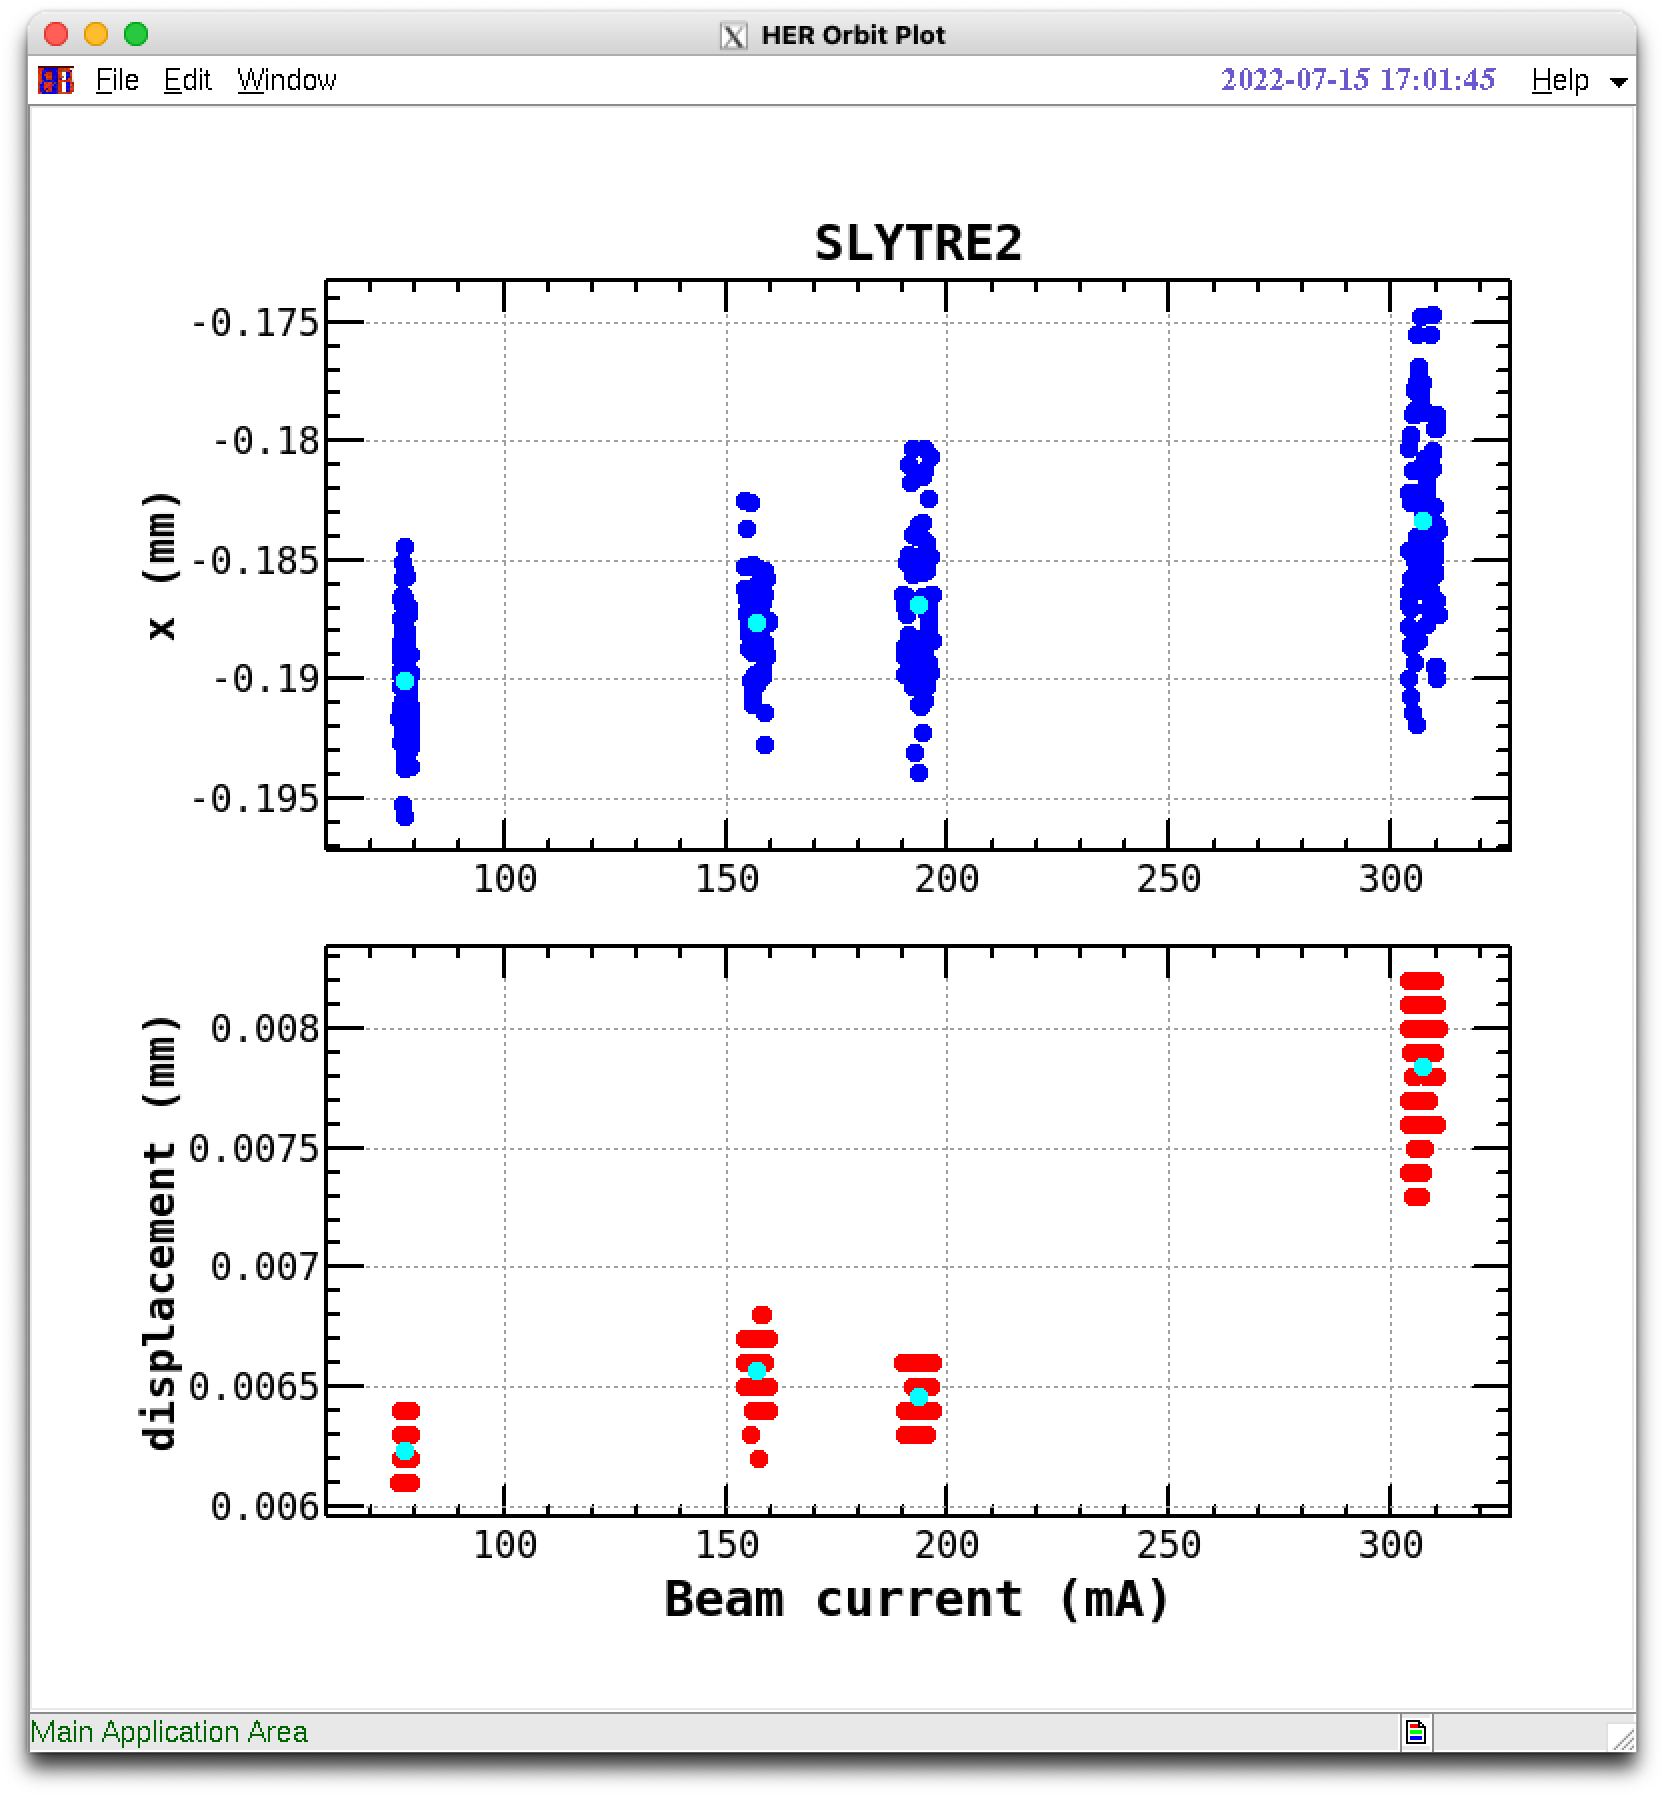 HER Orbit Plot
File Edit Window 2022-07-15 17:01:45 Help
SLYTRE2
-0.175
-0.18
-0.185
-0.19
-0.195
x (mm)
100 150 200 250 300
0.008
0.0075
0.007
0.0065
0.006
displacement (mm)
100 150 200 250 300
Beam current (mA)
Main Application Area